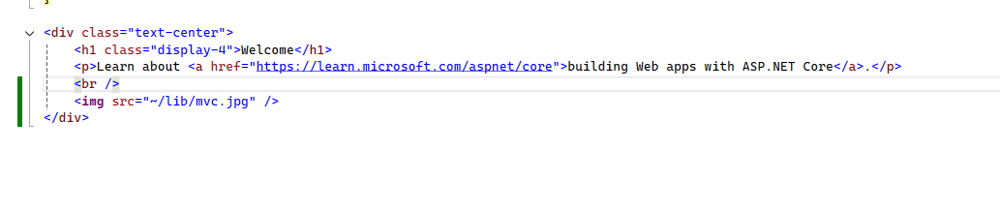 }
<div class="text-center">
<h1 class="display-4">Welcome</h1>
<p>Learn about <a href="https://learn.microsoft.com/aspnet/core">building Web apps with ASP.NET Core</a>.</p>
<br />
<img src="~/lib/mvc.jpg" />
</div>